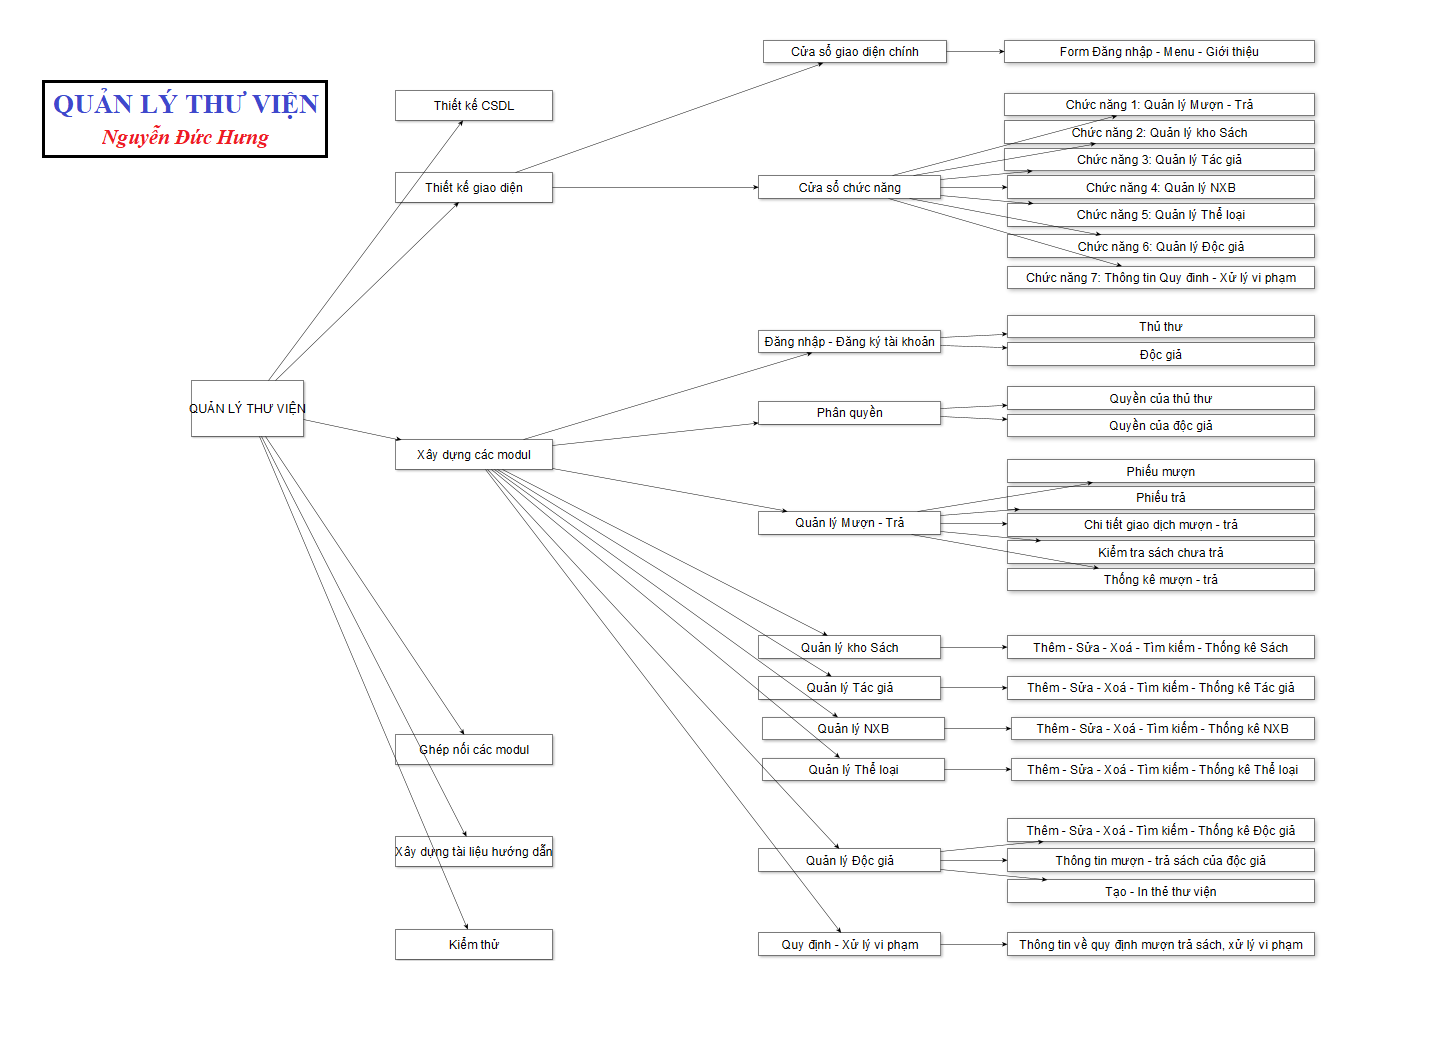 QUẢN LÝ THƯ VIỆN
Nguyễn Đức Hưng
QUẢN LÝ THƯ VIỆN
Thiết kế CSDL
Thiết kế giao diện
Cửa sổ giao diện chính
Form Đăng nhập - Menu - Giới thiệu
Cửa sổ chức năng
Chức năng 1: Quản lý Mượn - Trả
Chức năng 2: Quản lý kho Sách
Chức năng 3: Quản lý Tác giả
Chức năng 4: Quản lý NXB
Chức năng 5: Quản lý Thể loại
Chức năng 6: Quản lý Độc giả
Chức năng 7: Thông tin Quy đinh - Xử lý vi phạm
Xây dựng các modul
Đăng nhập - Đăng ký tài khoản
Thủ thư
Độc giả
Phân quyền
Quyền của thủ thư
Quyền của độc giả
Quản lý Mượn - Trả
Phiếu mượn
Phiếu trả
Chi tiết giao dịch mượn - trả
Kiểm tra sách chưa trả
Thống kê mượn - trả
Quản lý kho Sách
Thêm - Sửa - Xoá - Tìm kiếm - Thống kê Sách
Quản lý Tác giả
Thêm - Sửa - Xoá - Tìm kiếm - Thống kê Tác giả
Quản lý NXB
Thêm - Sửa - Xoá - Tìm kiếm - Thống kê NXB
Quản lý Thể loại
Thêm - Sửa - Xoá - Tìm kiếm - Thống kê Thể loại
Quản lý Độc giả
Thêm - Sửa - Xoá - Tìm kiếm - Thống kê Độc giả
Thông tin mượn - trả sách của độc giả
Tạo - In thẻ thư viện
Quy định - Xử lý vi phạm
Thông tin về quy định mượn trả sách, xử lý vi phạm
Ghép nối các modul
Xây dựng tài liệu hướng dẫn
Kiểm thử